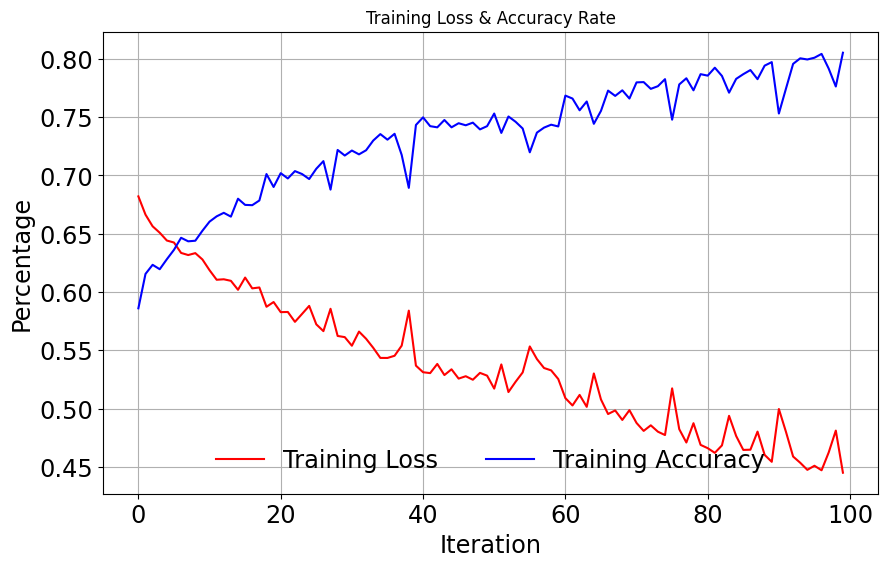 Training Loss & Accuracy Rate
Percentage
0.80
0.75
0.70
0.65
0.60
0.55
0.50
0.45
Training Loss
Training Accuracy
0 20 40 60 80 100
Iteration